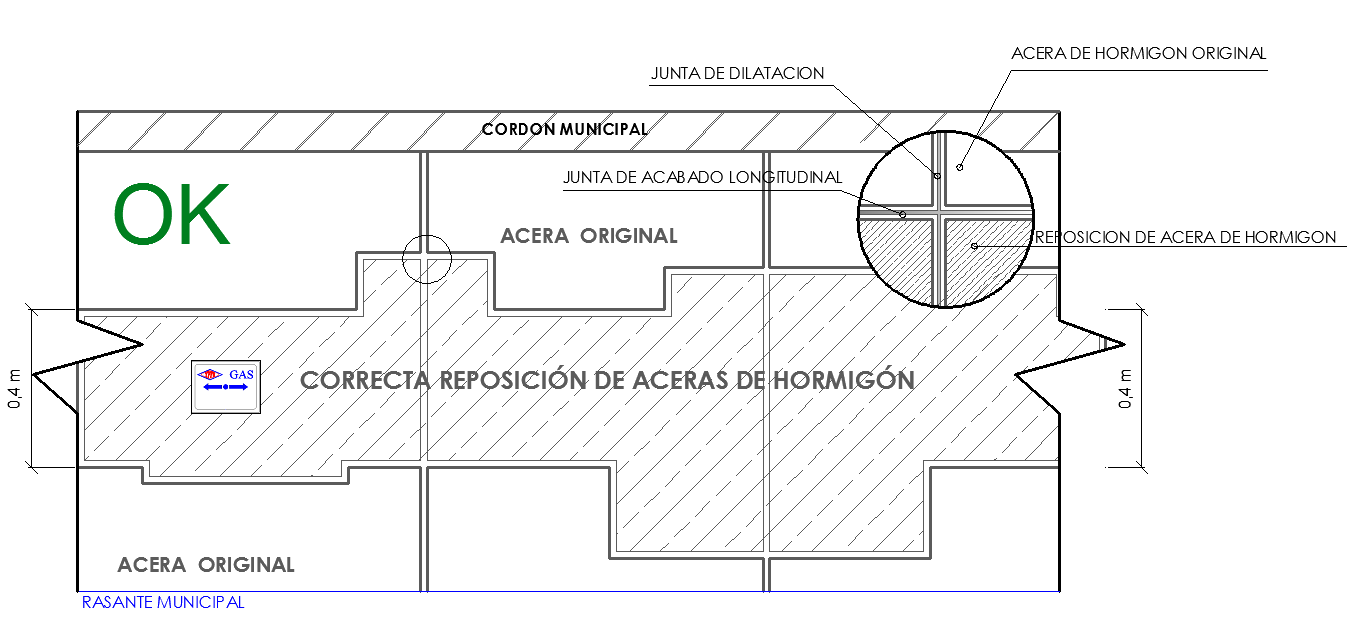 ACERA DE HORMIGON ORIGINAL
JUNTA DE DILATACION
CORDON MUNICIPAL
JUNTA DE ACABADO LONGITUDINAL
OK
ACERA ORIGINAL
REPOSICION DE ACERA DE HORMIGON
GAS
CORRECTA REPOSICIÓN DE ACERAS DE HORMIGÓN
0,4 m
0,4 m
ACERA ORIGINAL
RASANTE MUNICIPAL